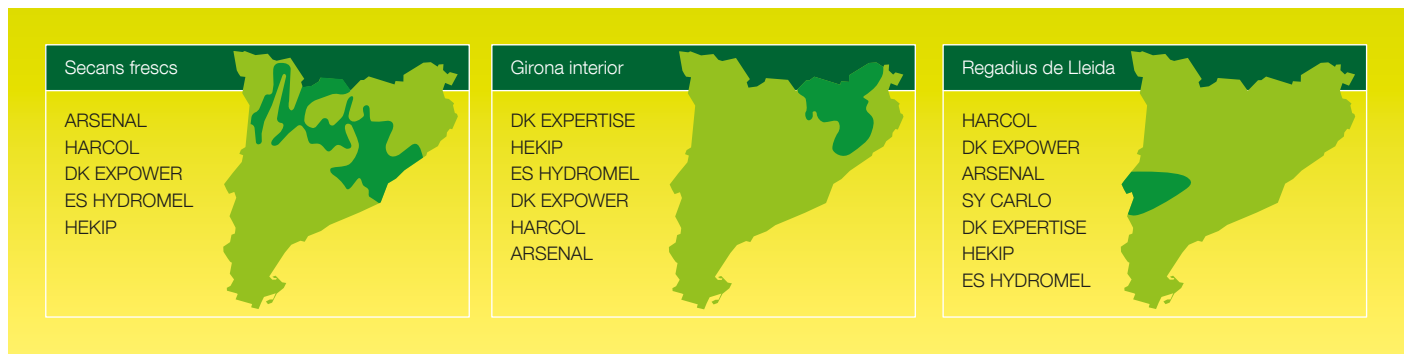 Secans frescs
ARSENAL
HARCOL
DK EXPOWER
ES HYDROMEL
HEKIP
Girona interior
DK EXPERTISE
HEKIP
ES HYDROMEL
DK EXPOWER
HARCOL
ARSENAL
Regadius de Lleida
HARCOL
DK EXPOWER
ARSENAL
SY CARLO
DK EXPERTISE
HEKIP
ES HYDROMEL